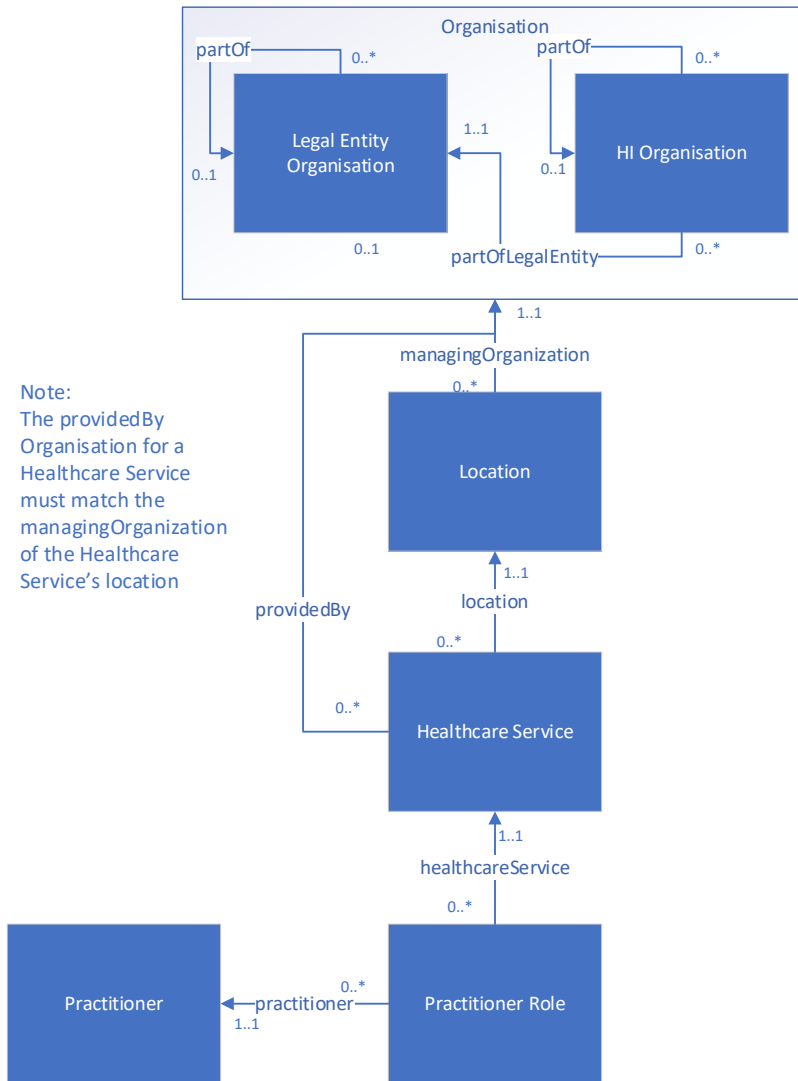 Organisation
partOf
0..*
partOf
0..*
Legal Entity
Organisation
1..1
HI Organisation
0..1
0..1
0..1
partOfLegalEntity
0..*
1..1
managingOrganization
0..*
Note:
The providedBy
Organisation for a
Healthcare Service
must match the
managingOrganization
of the Healthcare
Service’s location
Location
1..1
location
providedBy
0..*
0..*
Healthcare Service
1..1
healthcareService
0..*
Practitioner
0..*
practitioner
1..1
Practitioner Role